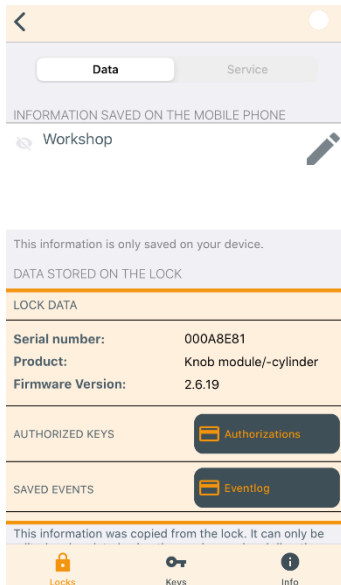 Data
Service
INFORMATION SAVED ON THE MOBILE PHONE
Workshop
This information is only saved on your device.
DATA STORED ON THE LOCK
LOCK DATA
Serial number: 000A8E81
Product: Knob module/-cylinder
Firmware Version: 2.6.19
AUTHORIZED KEYS Authorizations
SAVED EVENTS Eventlog
This information was copied from the lock. It can only be
Locks Keys Info